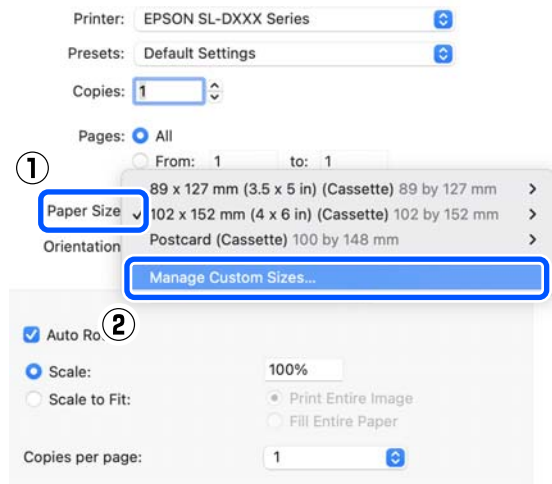 Printer: EPSON SL-DXXX Series
Presets: Default Settings
Copies: 1
Pages: All
①
From: 1 to: 1
89 x 127 mm (3.5 x 5 in) (Cassette) 89 by 127 mm >
Paper Size ✓ 102 x 152 mm (4 x 6 in) (Cassette) 102 by 152 mm >
Orientation Postcard (Cassette) 100 by 148 mm >
Manage Custom Sizes...
②
Auto
Scale: 100%
Scale to Fit: Print Entire Image
Fill Entire Paper
Copies per page: 1